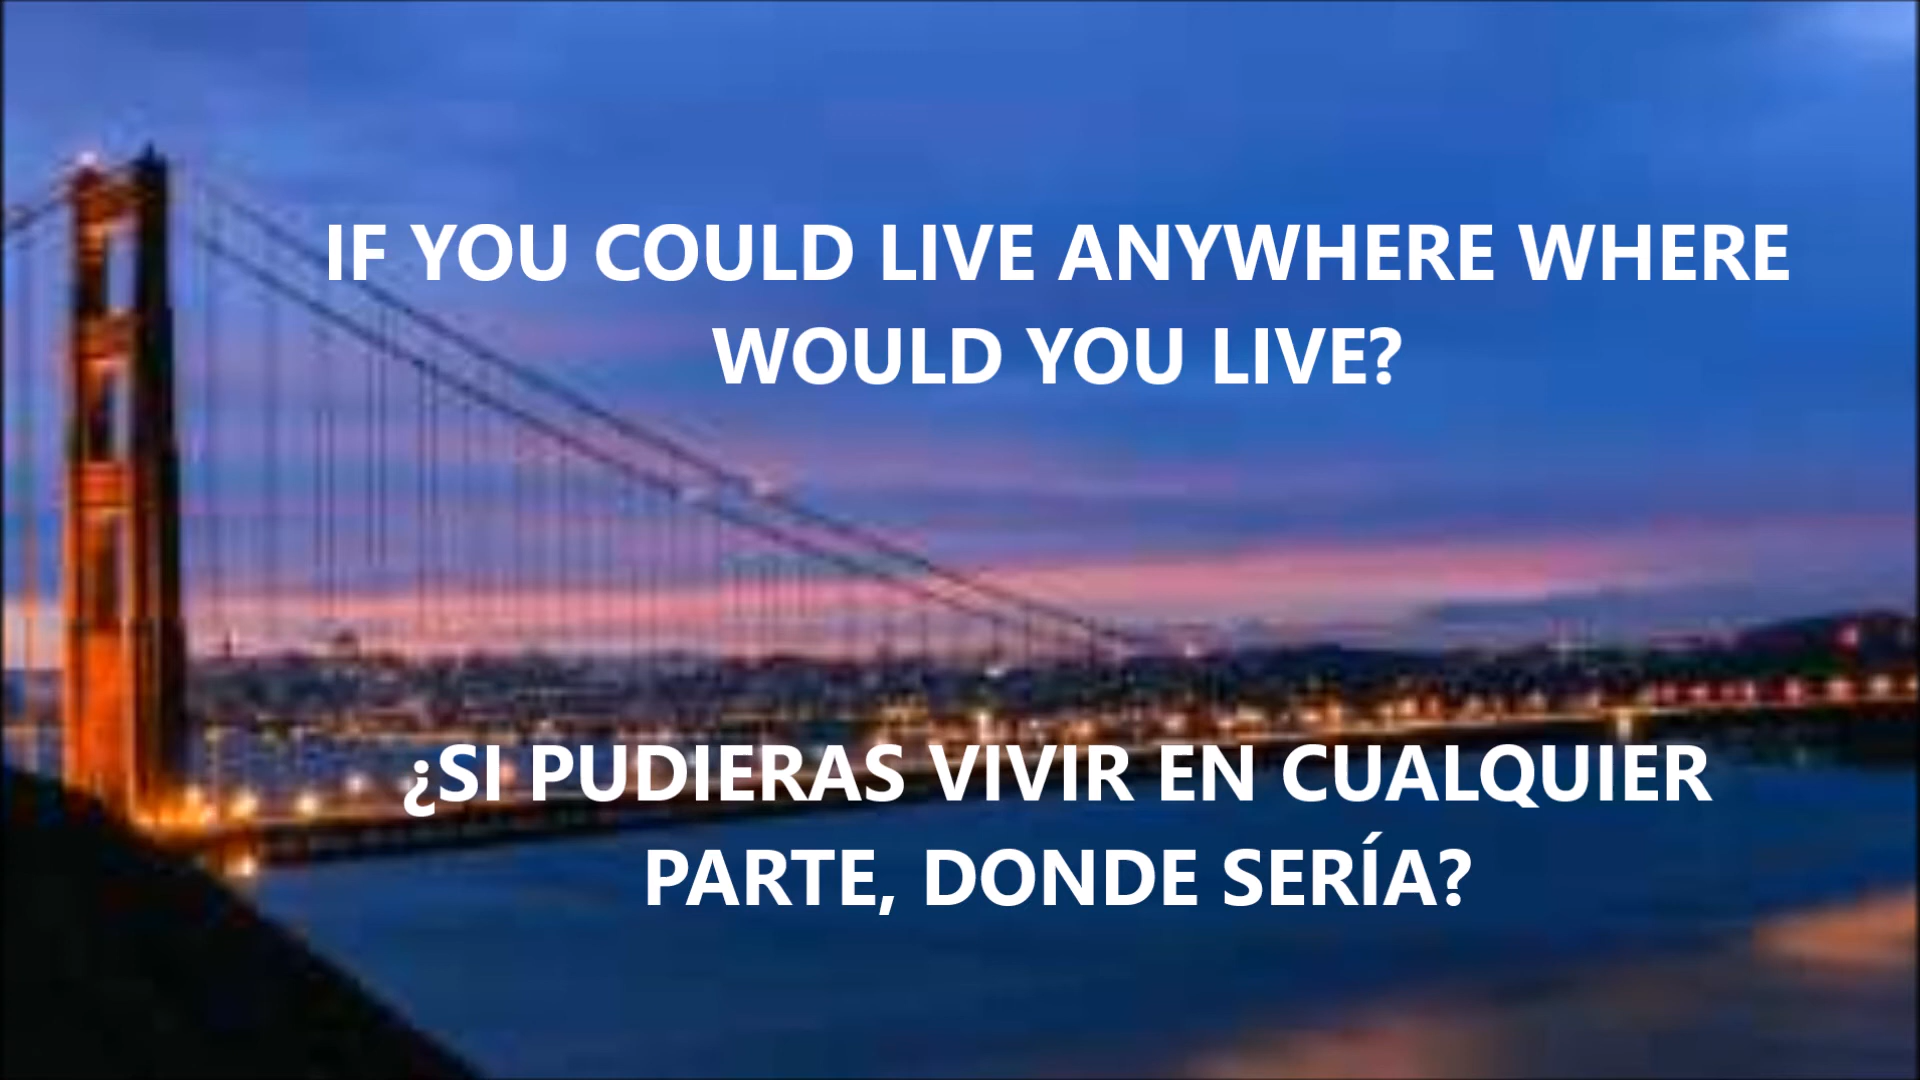 IF YOU COULD LIVE ANYWHERE WHERE
WOULD YOU LIVE?
¿SI PUDIERAS VIVIR EN CUALQUIER
PARTE, DONDE SERÍA?